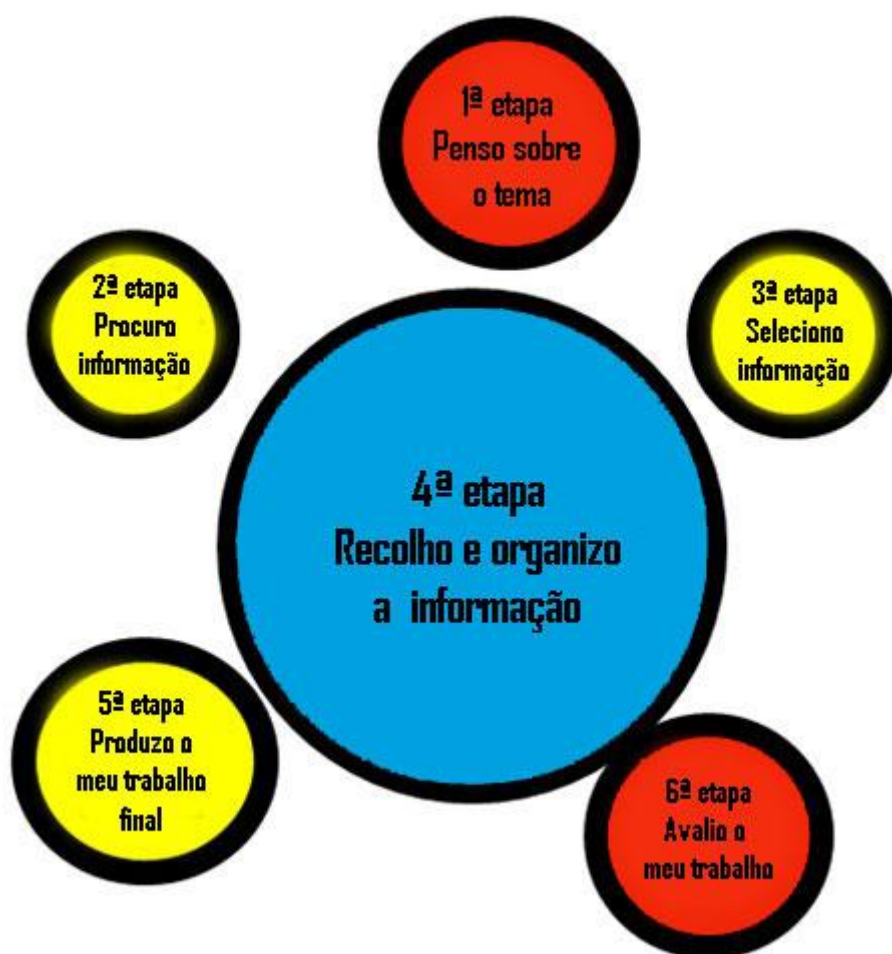 1ª etapa
Penso sobre
o tema
2ª etapa
Procuro
informação
3ª etapa
Seleciono
informação
4ª etapa
Recolho e organizo
a informação
5ª etapa
Produzo o
meu trabalho
final
6ª etapa
Avalio o
meu trabalho